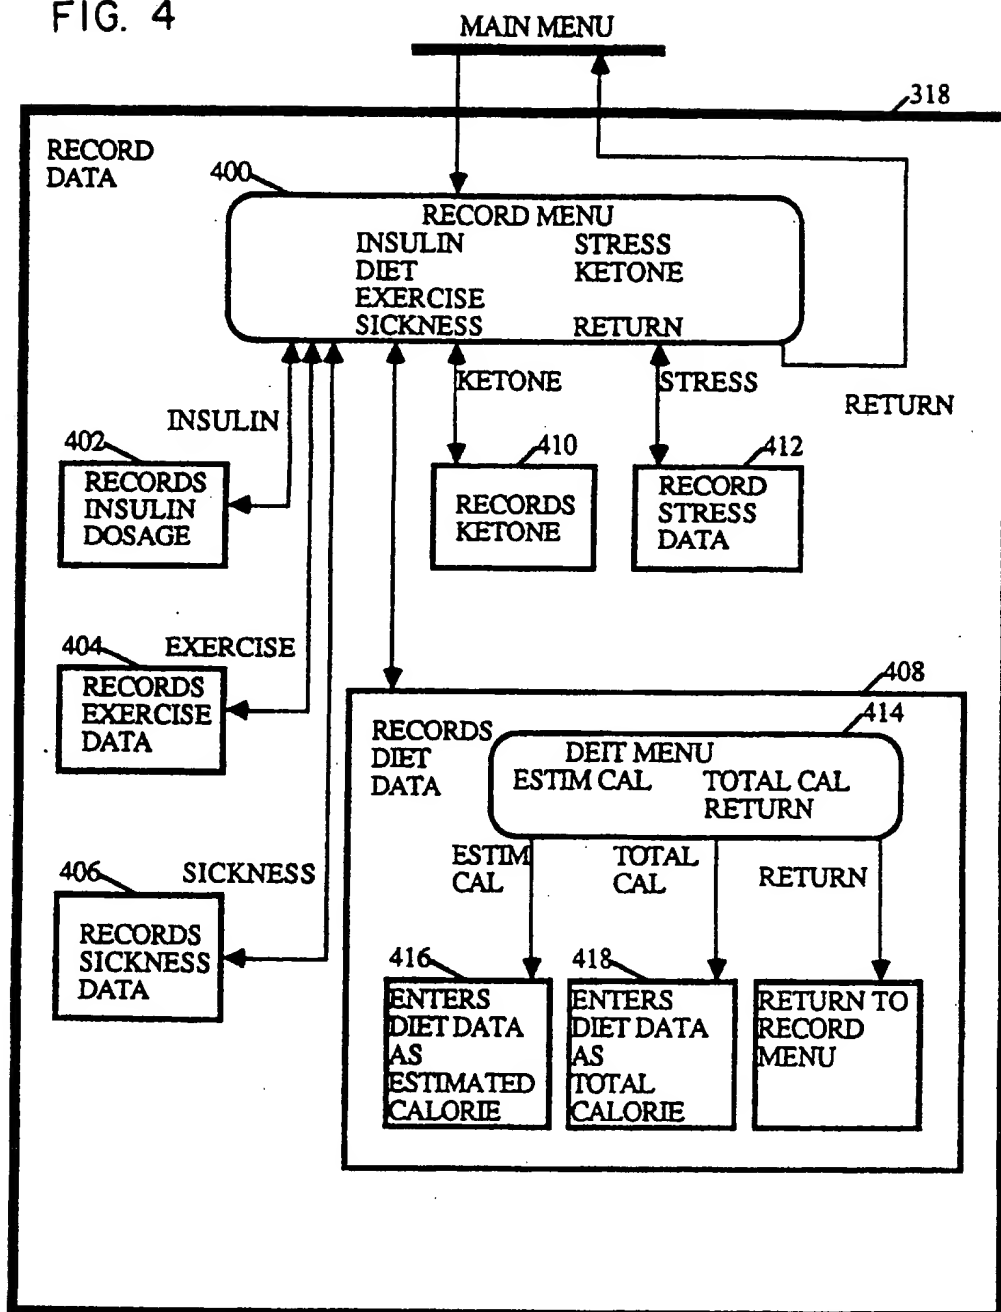 FIG. 4
MAIN MENU
318
RECORD
DATA
400
RECORD MENU
INSULIN STRESS
DIET KETONE
EXERCISE
SICKNESS RETURN
KETONE
STRESS
RETURN
INSULIN
402
RECORDS
INSULIN
DOSAGE
410
RECORDS
KETONE
412
RECORD
STRESS
DATA
404
EXERCISE
RECORDS
EXERCISE
DATA
406
SICKNESS
RECORDS
SICKNESS
DATA
408
RECORDS
DIET
DATA
414
DEIT MENU
ESTIM CAL TOTAL CAL
RETURN
ESTIM
CAL
TOTAL
CAL
RETURN
416
ENTERS
DIET DATA
AS
ESTIMATED
CALORIE
418
ENTERS
DIET DATA
AS
TOTAL
CALORIE
RETURN TO
RECORD
MENU